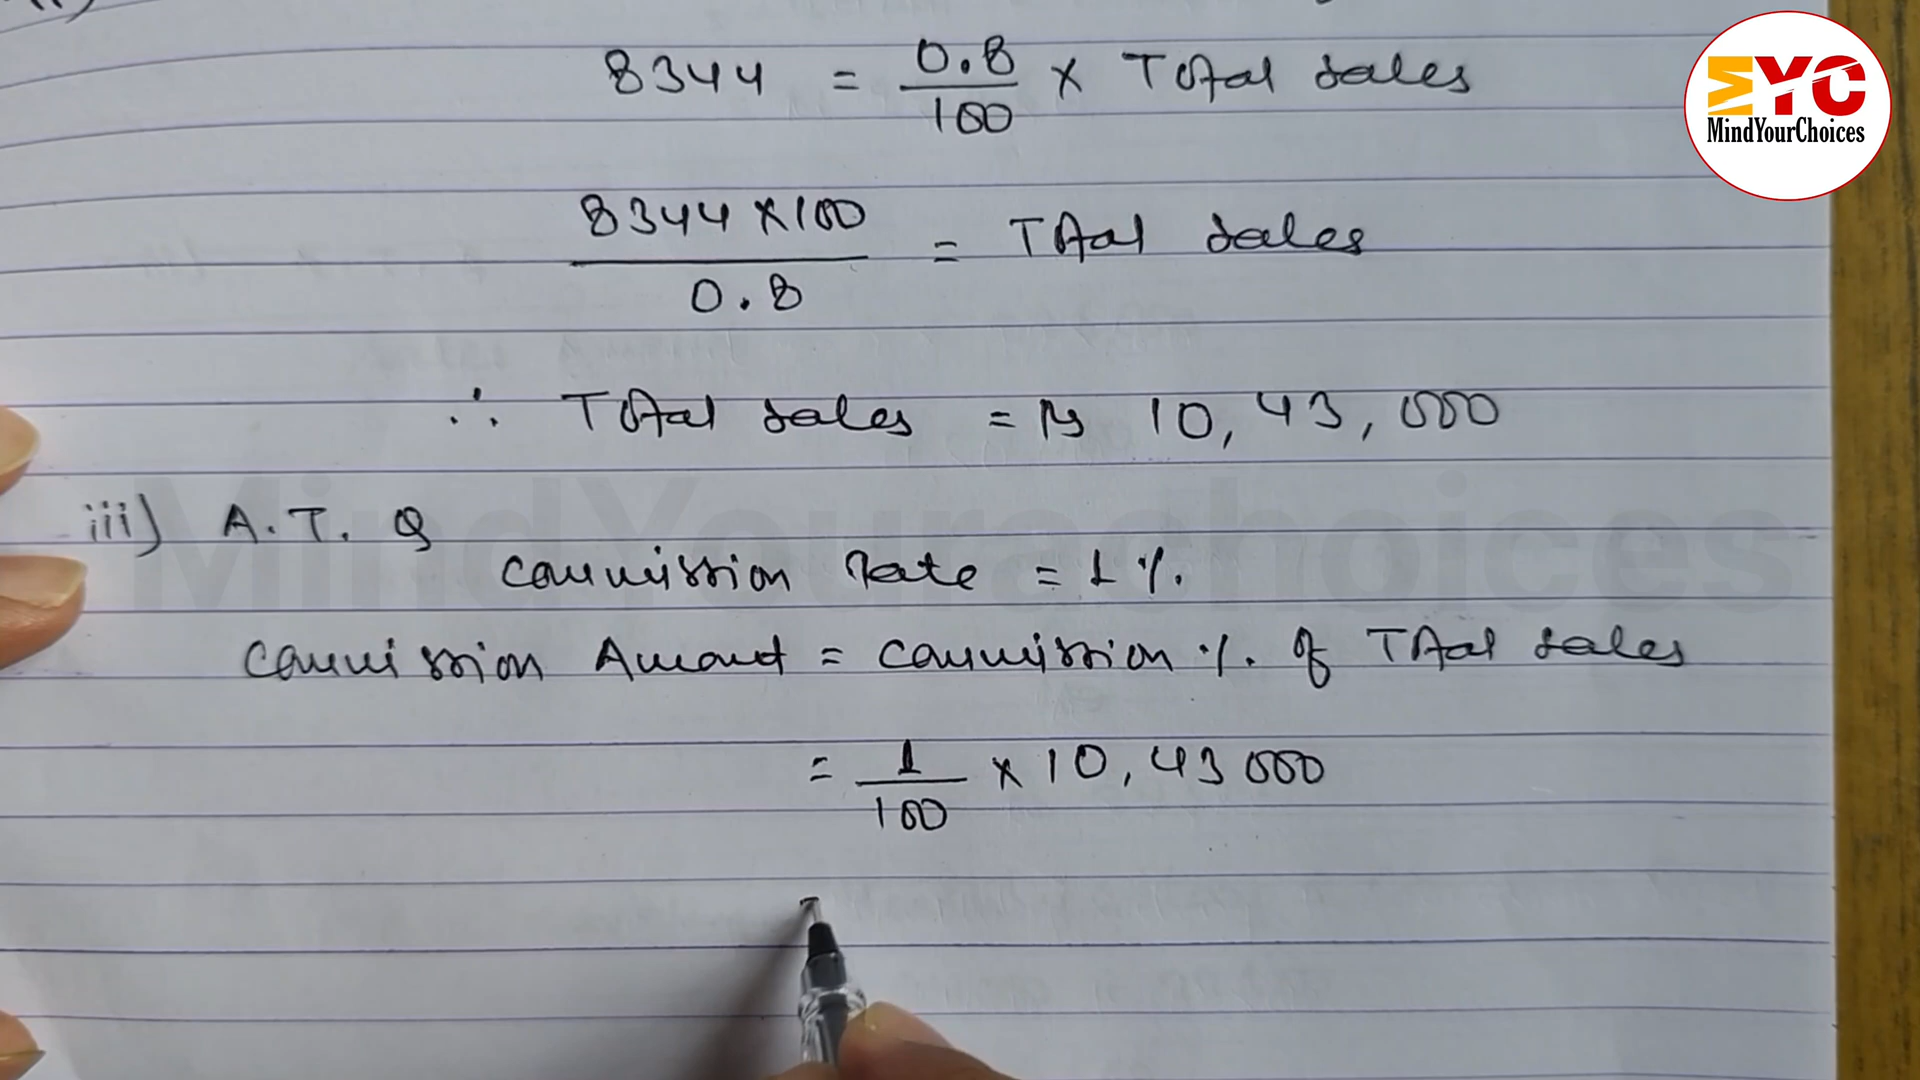 8344 = 0.8/100 × Total sales
8344 × 100/0.8 = Total sales
∴ Total sales = Rs 10,43,000
iii) A.T.Q
Commission Rate = 1%.
Commission Amount = Commission %. of Total sales
= 1/100 × 10,43000
=
MYC
MindYourChoices
MindYourachoices